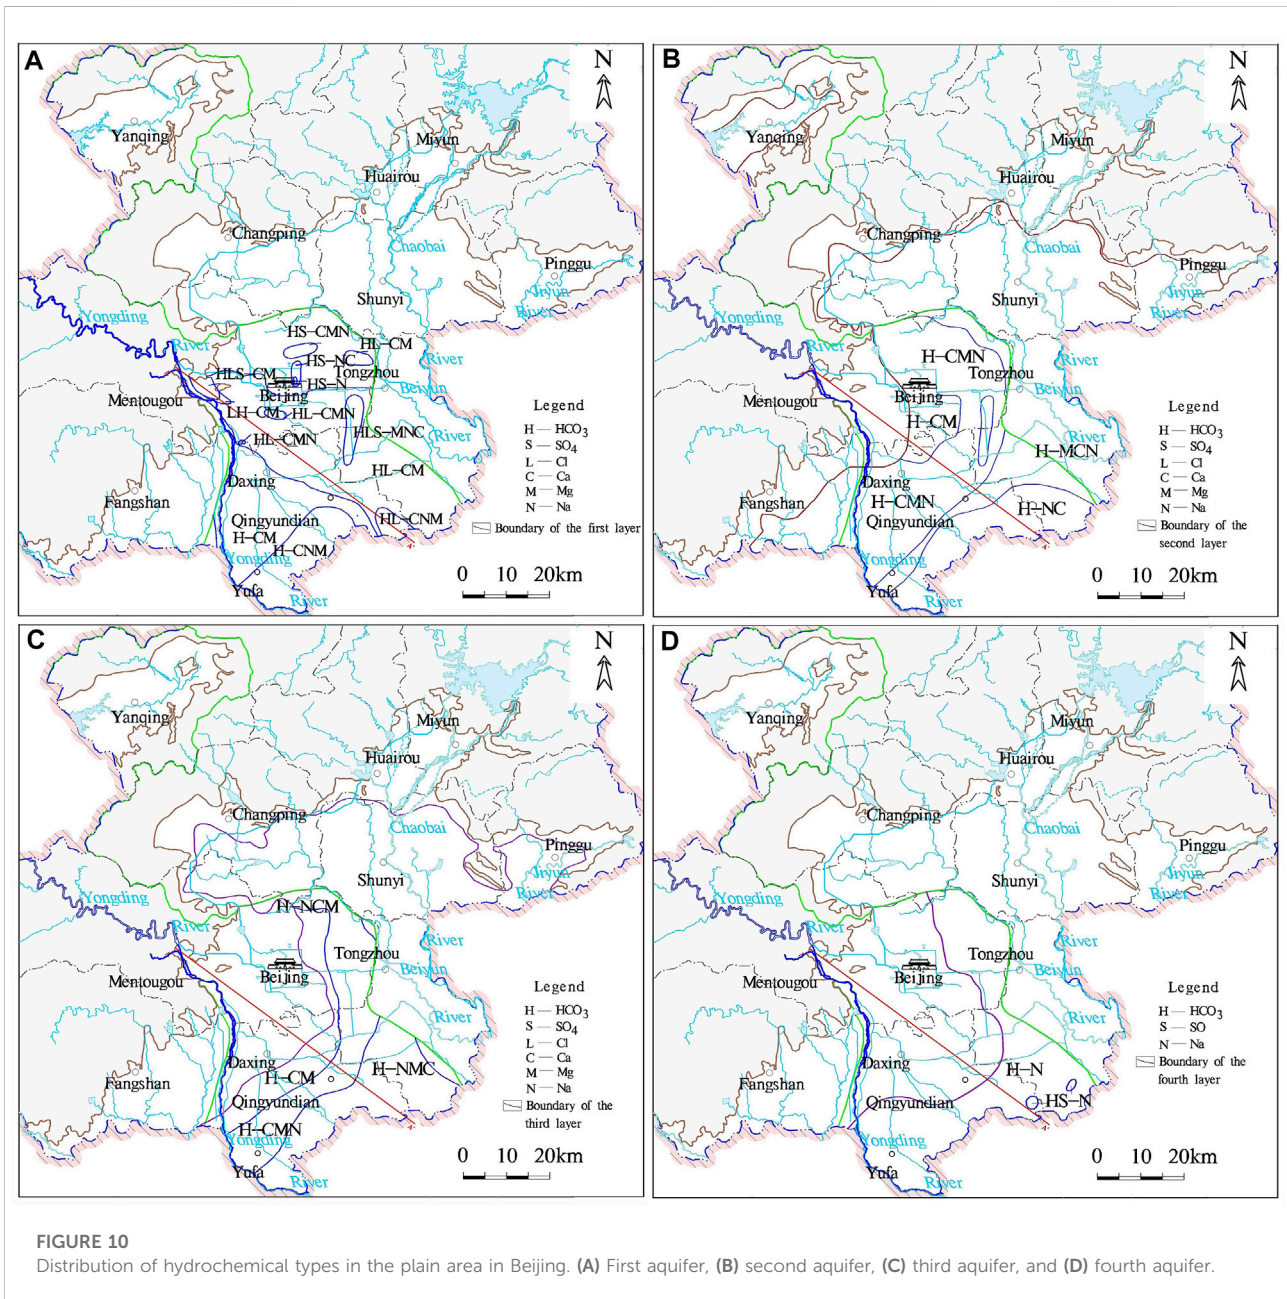 A
N
Yanqing
Miyun
Huairou
Changping
Chaobai
Pinggu
Jiyun
River
Shunyi
Yongding
River
HS—CMN
HL—CM
River
HS—NC
HLS—CM
Tongzhou
HS—N
Beiyun
Beijing
Mentougou
LH—CM
HL—CMN
HLS—MNC
River
HL—CMN
HL—CM
Daxing
Fangshan
Qingyundian
HL—CNM
H—CM
H—CNM
Yongding
Yufa
River
Legend
H — HCO3
S — SO4
L — Cl
C — Ca
M — Mg
N — Na
Boundary of the first layer
0 10 20km
B
N
Yanqing
Miyun
Huairou
Changping
Chaobai
Pinggu
Jiyun
River
Shunyi
Yongding
River
River
H—CMN
Tongzhou
Beiyun
Beijing
Mentougou
H—CM
River
H—MCN
Daxing
Fangshan
H—CMN
H—NC
Qingyundian
Yongding
Yufa
River
Legend
H — HCO3
S — SO4
L — Cl
C — Ca
M — Mg
N — Na
Boundary of the
second layer
0 10 20km
C
N
Yanqing
Miyun
Huairou
Changping
Chaobai
Pinggu
Jiyun
River
Shunyi
Yongding
H—NCM
River
River
Tongzhou
Beiyun
Beijing
Mentougou
River
Daxing
H—NMC
H—CM
Fangshan
Qingyundian
H—CMN
Yongding
Yufa
River
Legend
H — HCO3
S — SO4
L — Cl
C — Ca
M — Mg
N — Na
Boundary of the
third layer
0 10 20km
D
N
Yanqing
Miyun
Huairou
Changping
Chaobai
Pinggu
Jiyun
River
Shunyi
Yongding
River
River
Tongzhou
Beiyun
Beijing
Mentougou
River
Daxing
H—N
Fangshan
Qingyundian
HS—N
Yongding
Yufa
River
Legend
H — HCO3
S — SO
N — Na
Boundary of the
fourth layer
0 10 20km
FIGURE 10
Distribution of hydrochemical types in the plain area in Beijing. (A) First aquifer, (B) second aquifer, (C) third aquifer, and (D) fourth aquifer.